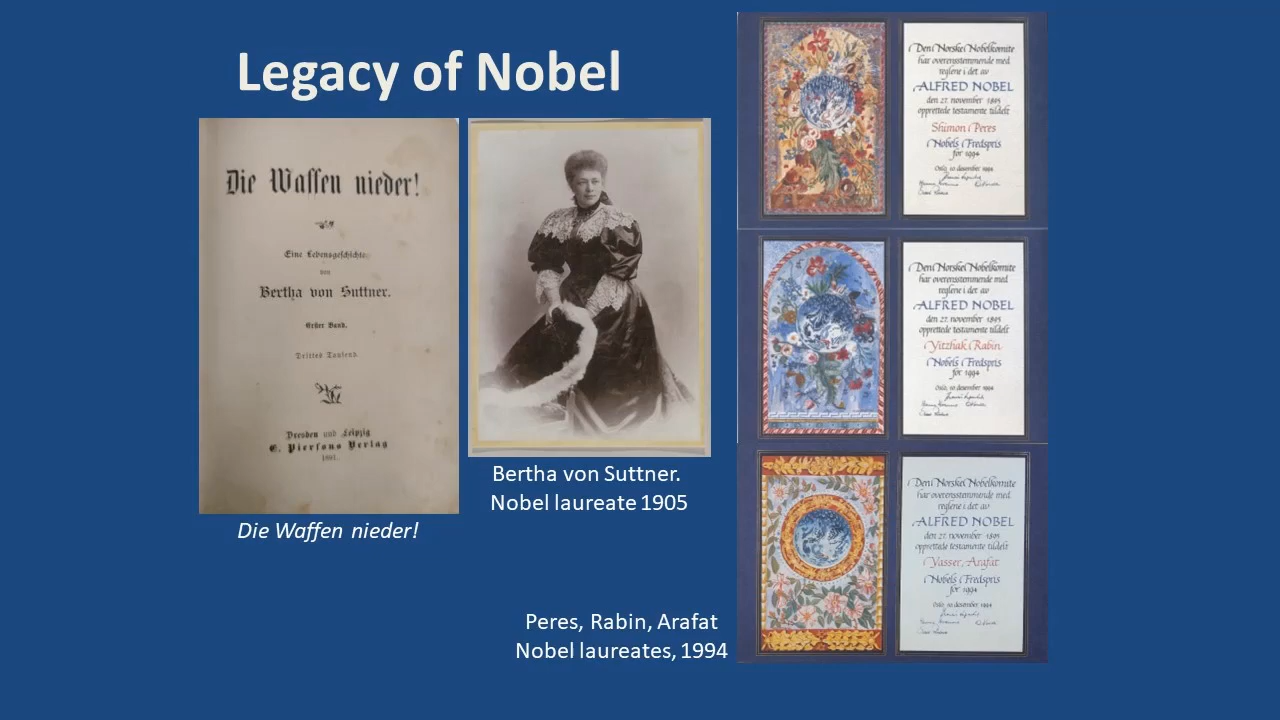 Legacy of Nobel
Die Waffen nieder!
Eine Lebensgeschichte
von
Bertha von Suttner.
Erster Band.
Drittes Tausend.
Dresden und Leipzig
E. Piersons Verlag
Die Waffen nieder!
Bertha von Suttner.
Nobel laureate 1905
Den Norske Nobelkomite
har overensstemmende med
reglene i det av
ALFRED NOBEL
den 27. november 1895
opprettede testamente tildelt
Shimon Peres
Nobels Fredspris
for 1994
Oslo, 10. desember 1994
Den Norske Nobelkomite
har overensstemmende med
reglene i det av
ALFRED NOBEL
den 27. november 1895
opprettede testamente tildelt
Yitzhak Rabin
Nobels Fredspris
for 1994
Oslo, 10. desember 1994
Den Norske Nobelkomite
har overensstemmende med
reglene i det av
ALFRED NOBEL
den 27. november 1895
opprettede testamente tildelt
Yasser Arafat
Nobels Fredspris
for 1994
Oslo, 10. desember 1994
Peres, Rabin, Arafat
Nobel laureates, 1994